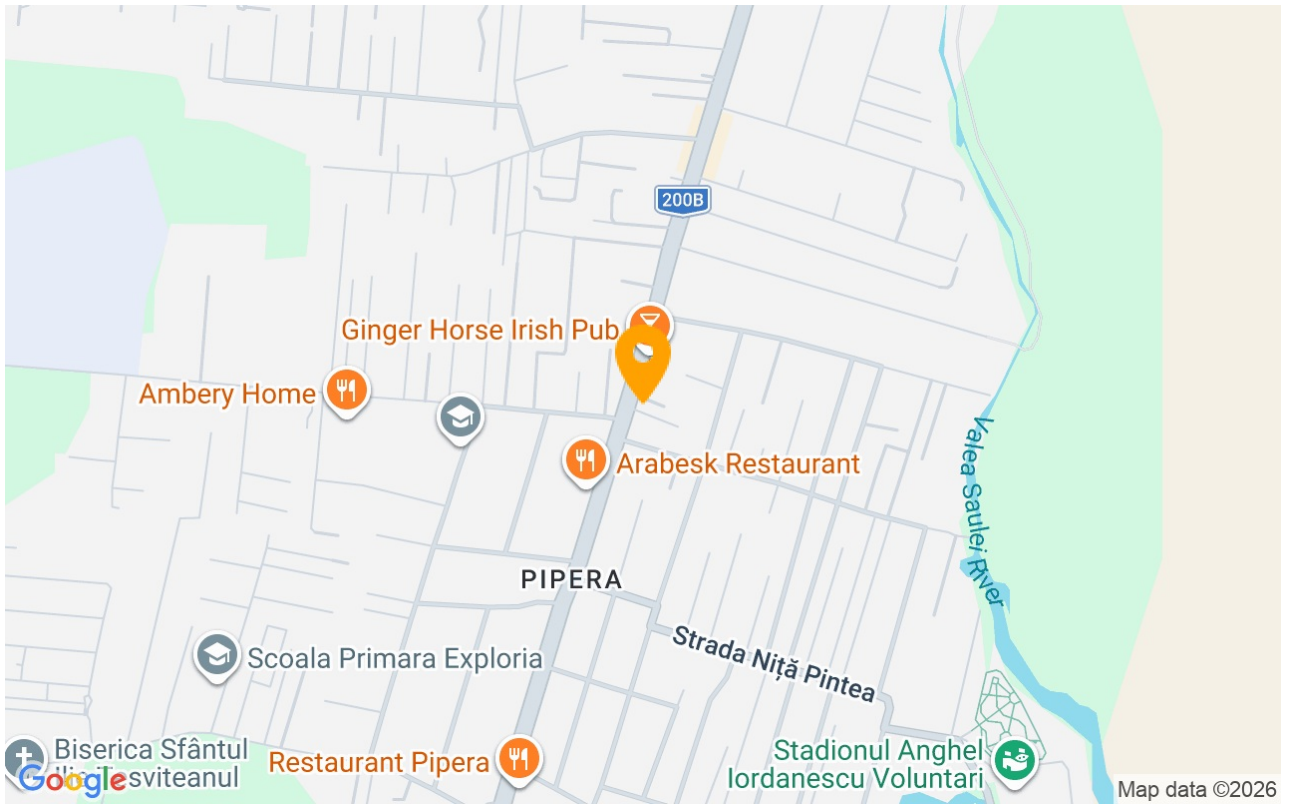 200B
Ginger Horse Irish Pub
Ambery Home
Arabesk Restaurant
Valea Saulei River
PIPERA
Strada Niță Pintea
Scoala Primara Exploria
Biserica Sfântul
Restaurant Pipera
Stadionul Anghel
Iordanescu Voluntari
Google
Map data ©2026